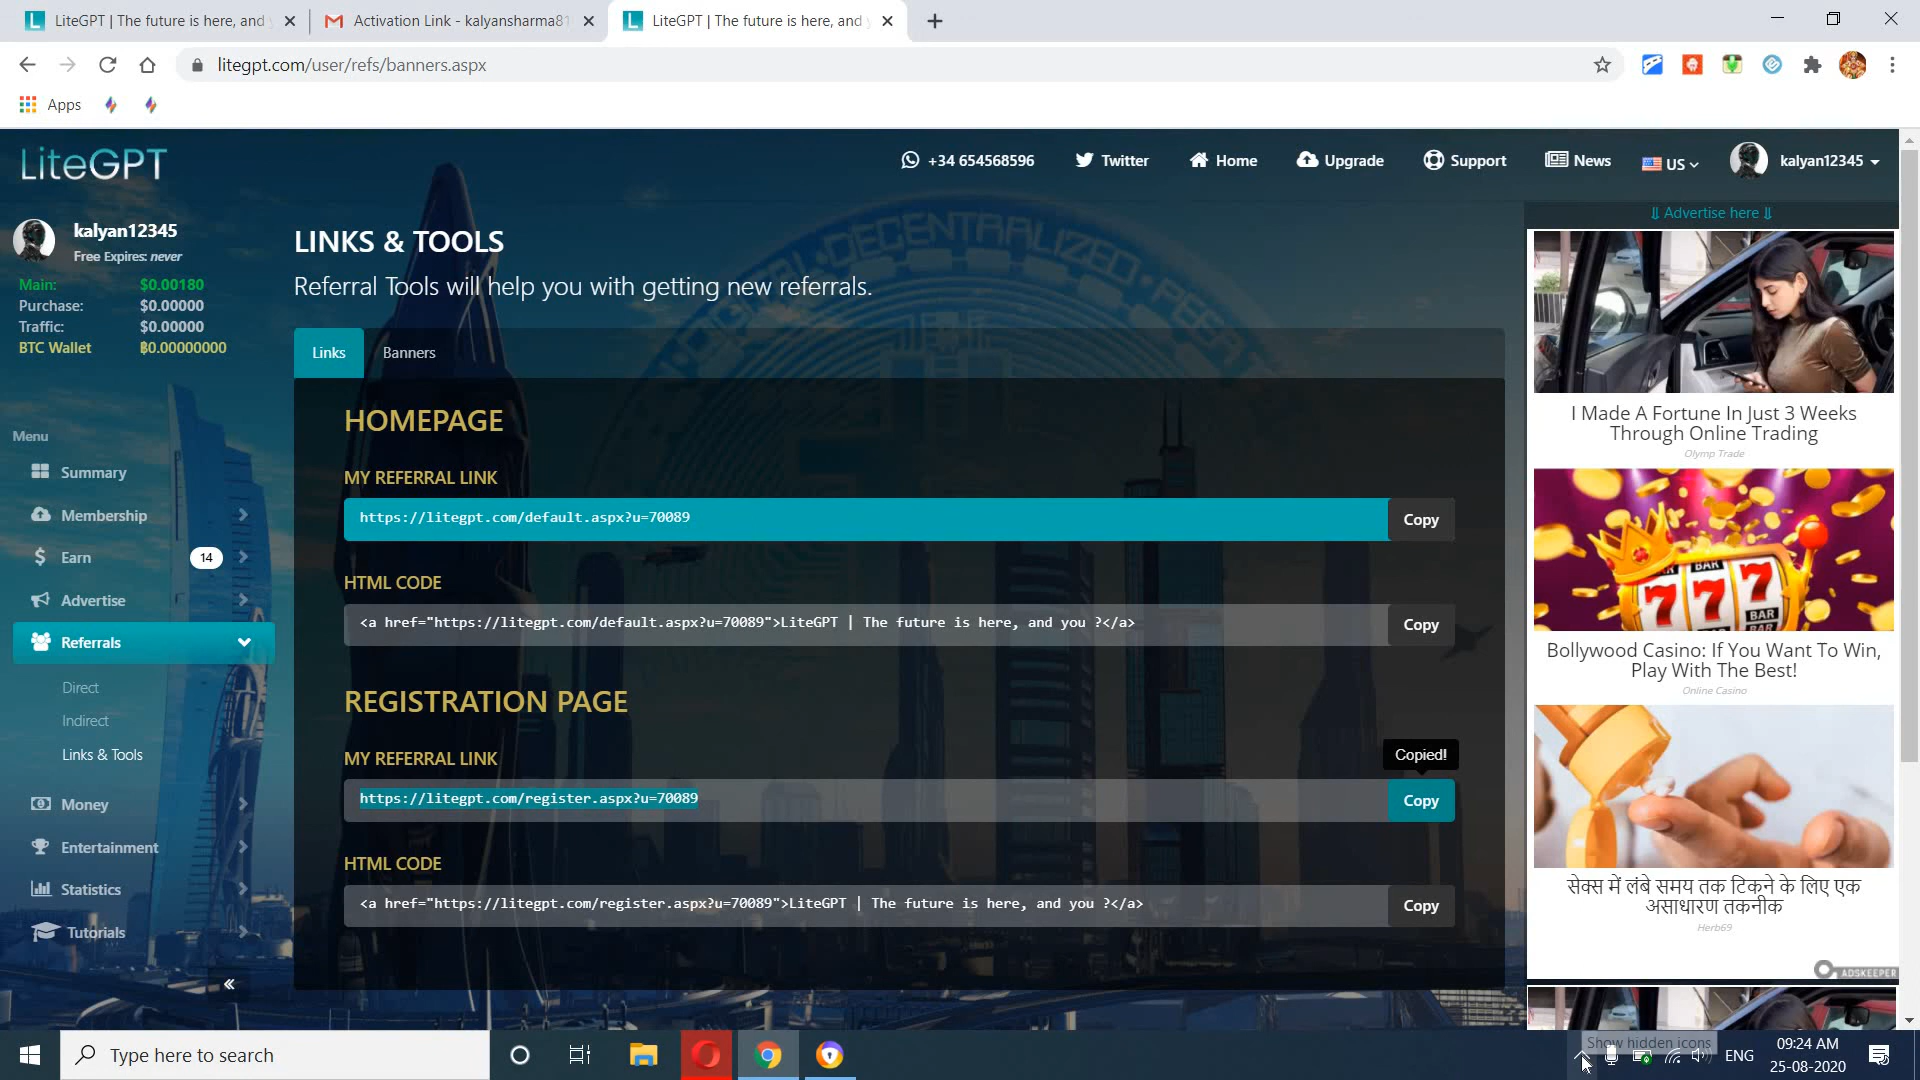 LiteGPT | The future is here, and y
Activation Link - kalyansharma81
LiteGPT | The future is here, and y
litegpt.com/user/refs/banners.aspx
Apps
LiteGPT
+34 654568596
Twitter
Home
Upgrade
Support
News
US
kalyan12345
kalyan12345
Free Expires: never
Main: $0.00180
Purchase: $0.00000
Traffic: $0.00000
BTC Wallet ฿0.00000000
Menu
Summary
Membership
Earn 14
Advertise
Referrals
Direct
Indirect
Links & Tools
Money
Entertainment
Statistics
Tutorials
«
LINKS & TOOLS
Referral Tools will help you with getting new referrals.
Links
Banners
HOMEPAGE
MY REFERRAL LINK
https://litegpt.com/default.aspx?u=70089
Copy
HTML CODE
<a href="https://litegpt.com/default.aspx?u=70089">LiteGPT | The future is here, and you ?</a>
Copy
REGISTRATION PAGE
MY REFERRAL LINK
Copied!
https://litegpt.com/register.aspx?u=70089
Copy
HTML CODE
<a href="https://litegpt.com/register.aspx?u=70089">LiteGPT | The future is here, and you ?</a>
Copy
⇓ Advertise here ⇓
I Made A Fortune In Just 3 Weeks
Through Online Trading
Olymp Trade
BAR BAR
777
BAR
Bollywood Casino: If You Want To Win,
Play With The Best!
Online Casino
सेक्स में लंबे समय तक टिकने के लिए एक
असाधारण तकनीक
Herb69
ADSKEEPER
Type here to search
Show hidden icons
ENG
09:24 AM
25-08-2020